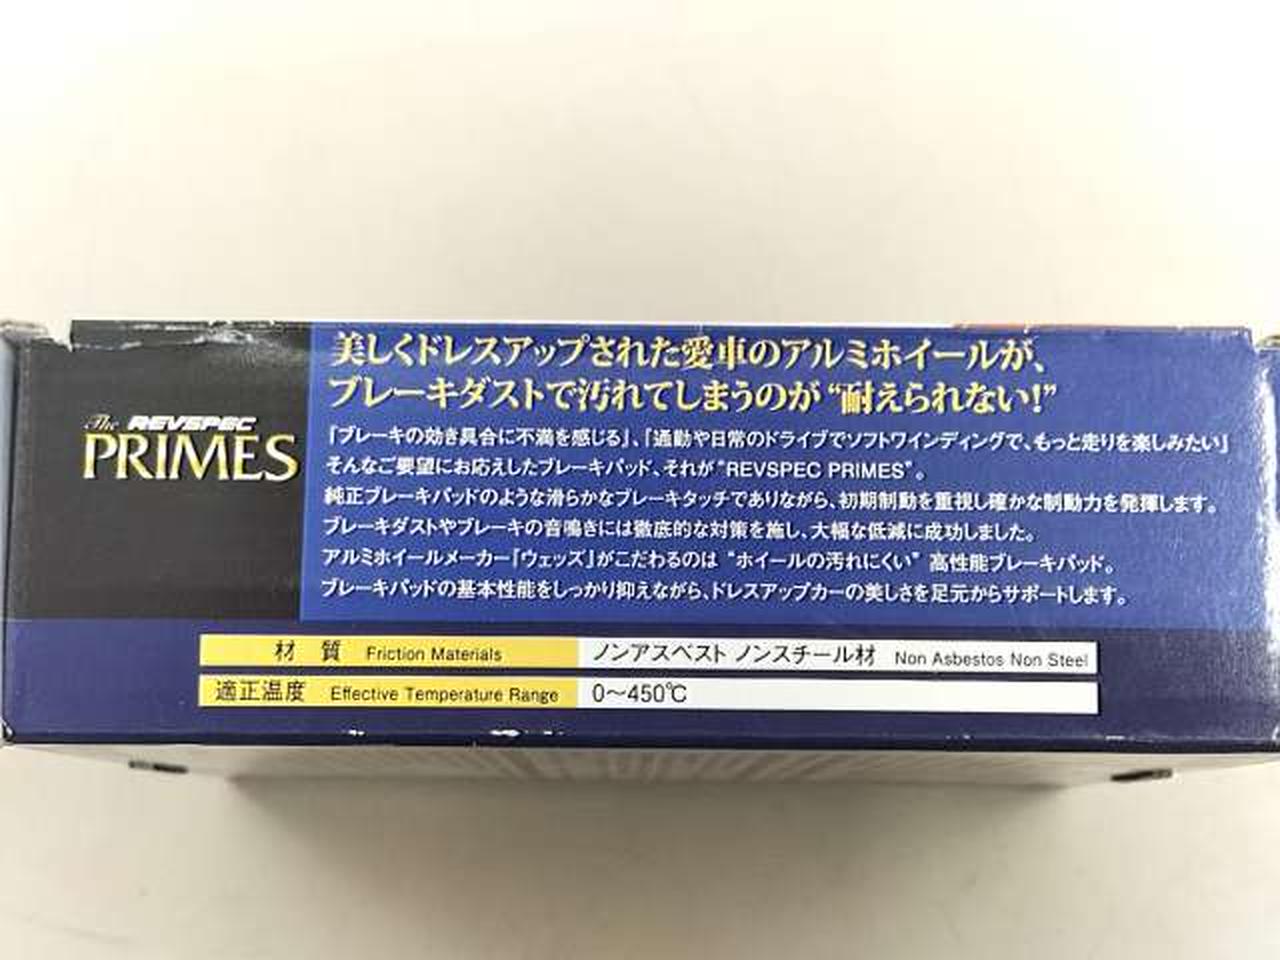 The REVSPEC
PRIMES
美しくドレスアップされた愛車のアルミホイールが、
ブレーキダストで汚れてしまうのが“耐えられない!”
「ブレーキの効き具合に不満を感じる」、「通勤や日常のドライブでソフトワインディングで、もっと走りを楽しみたい」
そんなご要望にお応えしたブレーキパッド、それが“REVSPEC PRIMES”。
純正ブレーキパッドのような滑らかなブレーキタッチでありながら、初期制動を重視し確かな制動力を発揮します。
ブレーキダストやブレーキの音鳴きには徹底的な対策を施し、大幅な低減に成功しました。
アルミホイールメーカー「ウェッズ」がこだわるのは “ホイールの汚れにくい” 高性能ブレーキパッド。
ブレーキパッドの基本性能をしっかり抑えながら、ドレスアップカーの美しさを足元からサポートします。
材 質 Friction Materials ノンアスベスト ノンスチール材 Non Asbestos Non Steel
適正温度 Effective Temperature Range 0～450℃